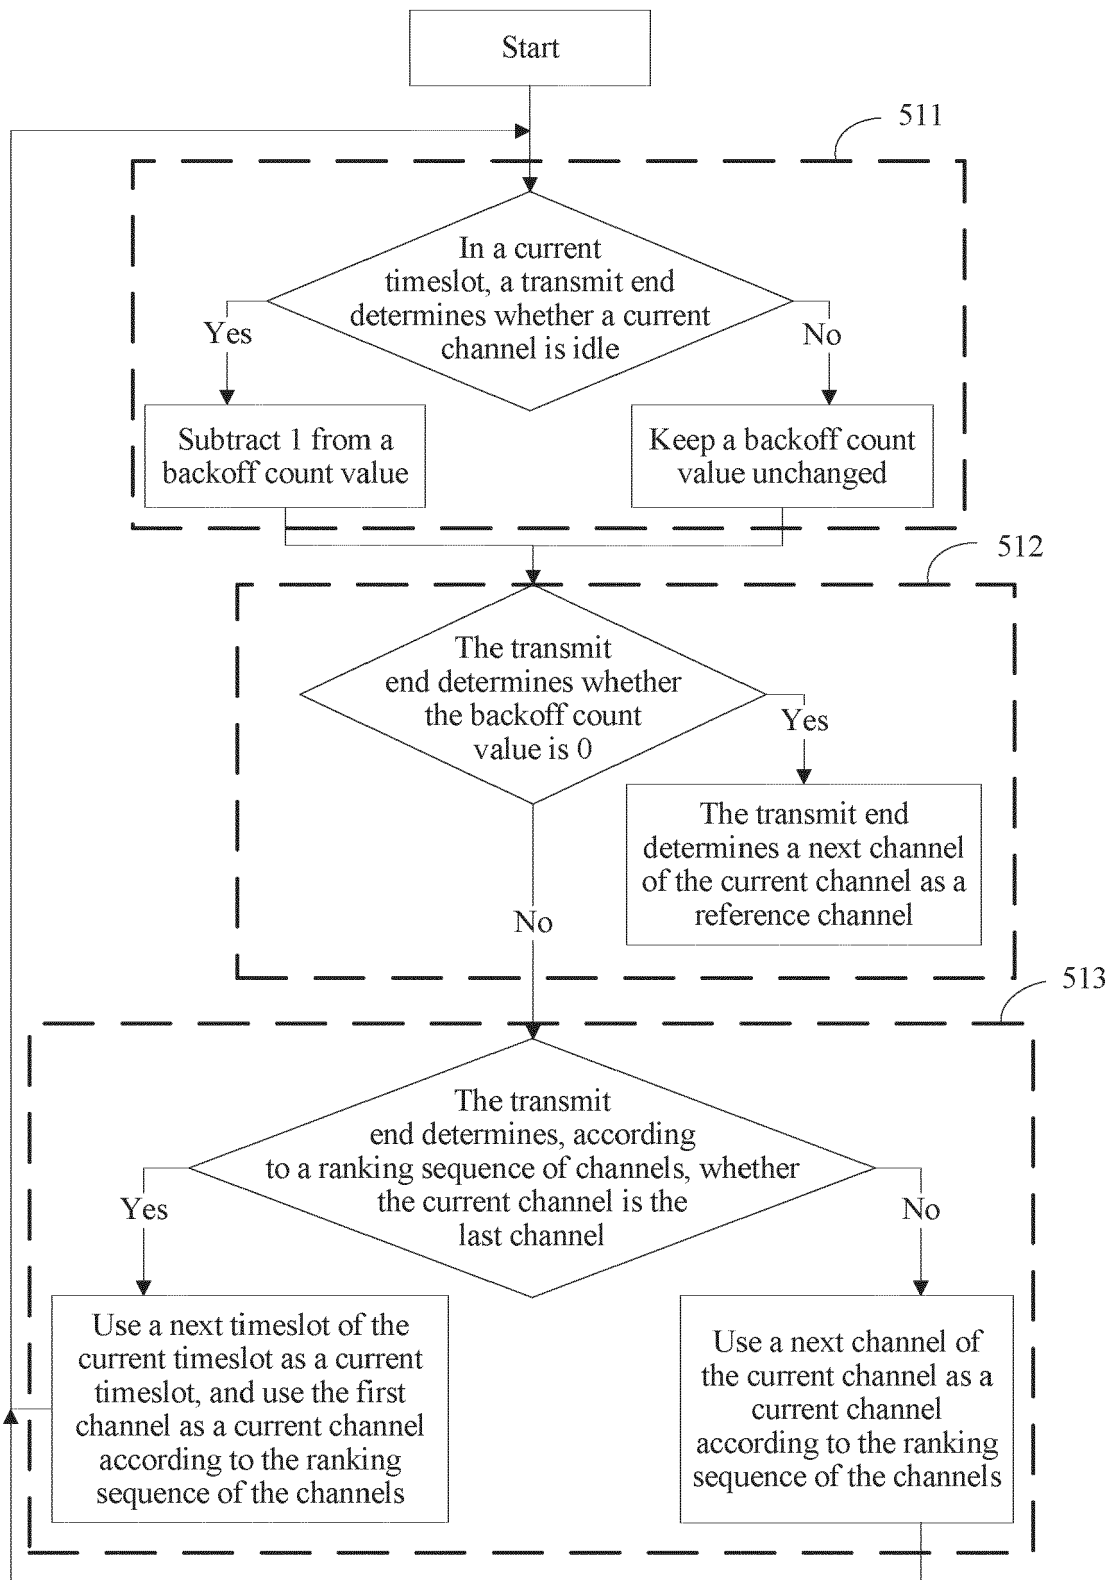 Start
511
In a current
timeslot, a transmit end
determines whether a current
channel is idle
Yes
No
Subtract 1 from a
backoff count value
Keep a backoff count
value unchanged
512
The transmit
end determines whether
the backoff count
value is 0
Yes
The transmit end
determines a next channel
of the current channel as a
reference channel
No
513
The transmit
end determines, according
to a ranking sequence of channels, whether
the current channel is the
last channel
Yes
No
Use a next timeslot of the
current timeslot as a current
timeslot, and use the first
channel as a current channel
according to the ranking
sequence of the channels
Use a next channel of
the current channel as a
current channel
according to the ranking
sequence of the channels